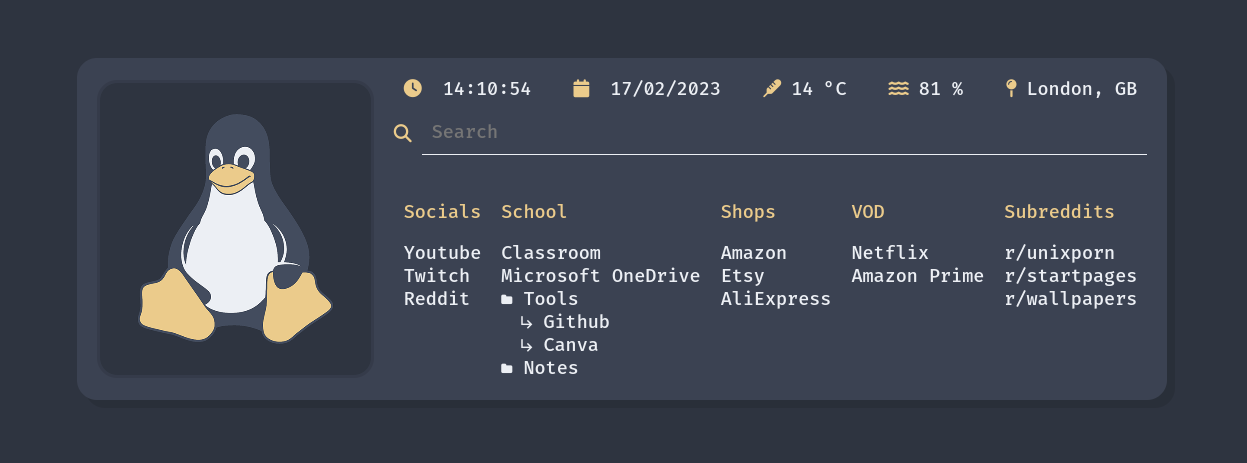 14:10:54 17/02/2023 14 °C 81 % London, GB
Search
Socials School Shops VOD Subreddits
Youtube Classroom Amazon Netflix r/unixporn
Twitch Microsoft OneDrive Etsy Amazon Prime r/startpages
Reddit Tools AliExpress r/wallpapers
Github
Canva
Notes